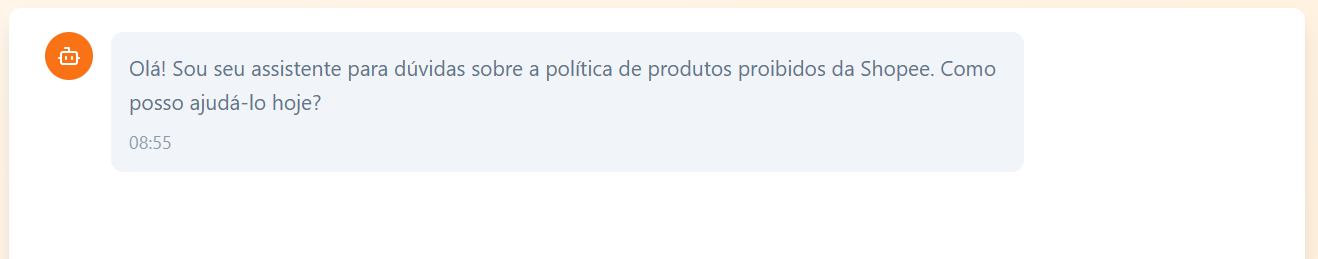 Olá! Sou seu assistente para dúvidas sobre a política de produtos proibidos da Shopee. Como
posso ajudá-lo hoje?
08:55